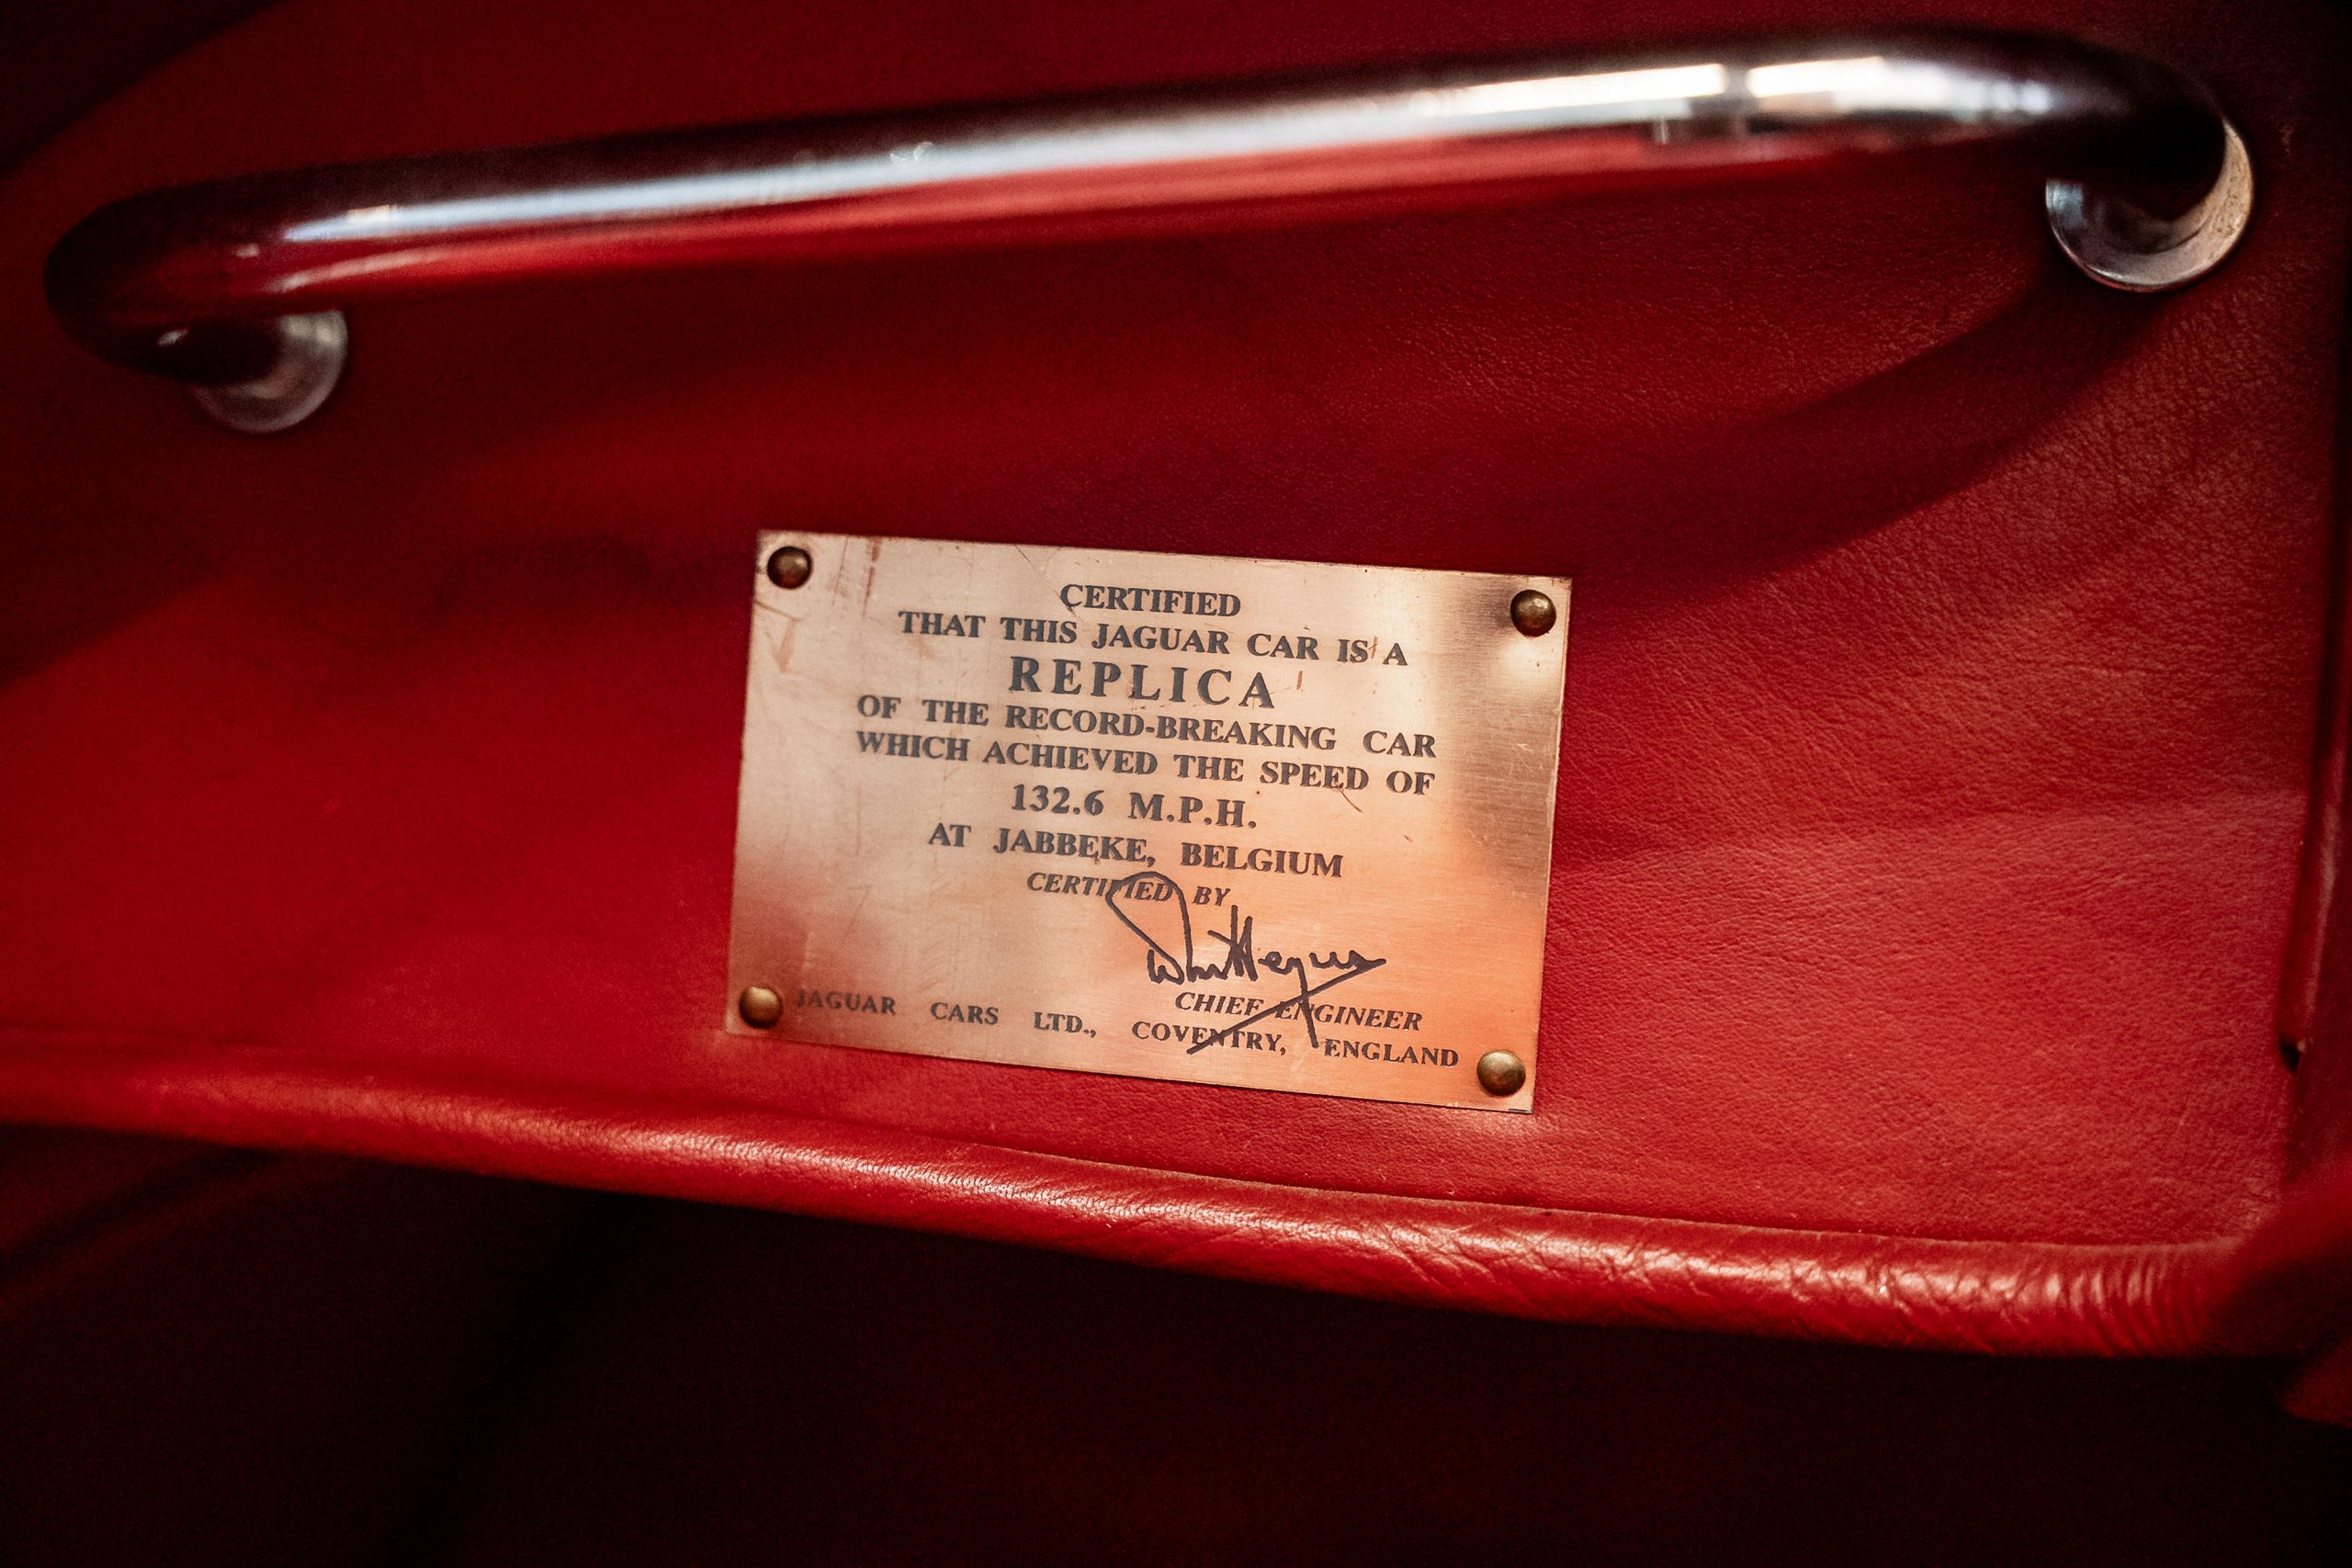 CERTIFIED
THAT THIS JAGUAR CAR IS A
REPLICA
OF THE RECORD-BREAKING CAR
WHICH ACHIEVED THE SPEED OF
132.6 M.P.H.
AT JABBEKE, BELGIUM
CERTIFIED BY
CHIEF ENGINEER
JAGUAR CARS LTD., COVENTRY, ENGLAND